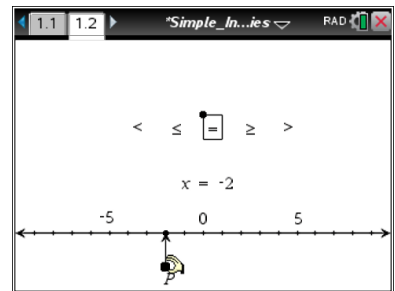 1.1 1.2 *Simple_In...ies RAD
< ≤ = ≥ >
x = -2
-5 0 5
P